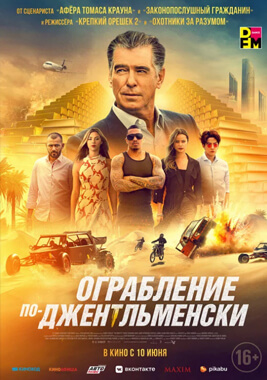 ОТ СЦЕНАРИСТА «АФЁРА ТОМАСА КРАУНА» и «ЗАКОНОПОСЛУШНЫЙ ГРАЖДАНИН»
и РЕЖИССЁРА «КРЕПКИЙ ОРЕШЕК 2» и «ОХОТНИКИ ЗА РАЗУМОМ»
ОГРАБЛЕНИЕ
ПО-ДЖЕНТЛЬМЕНСКИ
В КИНО С 10 ИЮНЯ
АВТО
ВКОНТАКТЕ
MAXIM
pikabu
16+